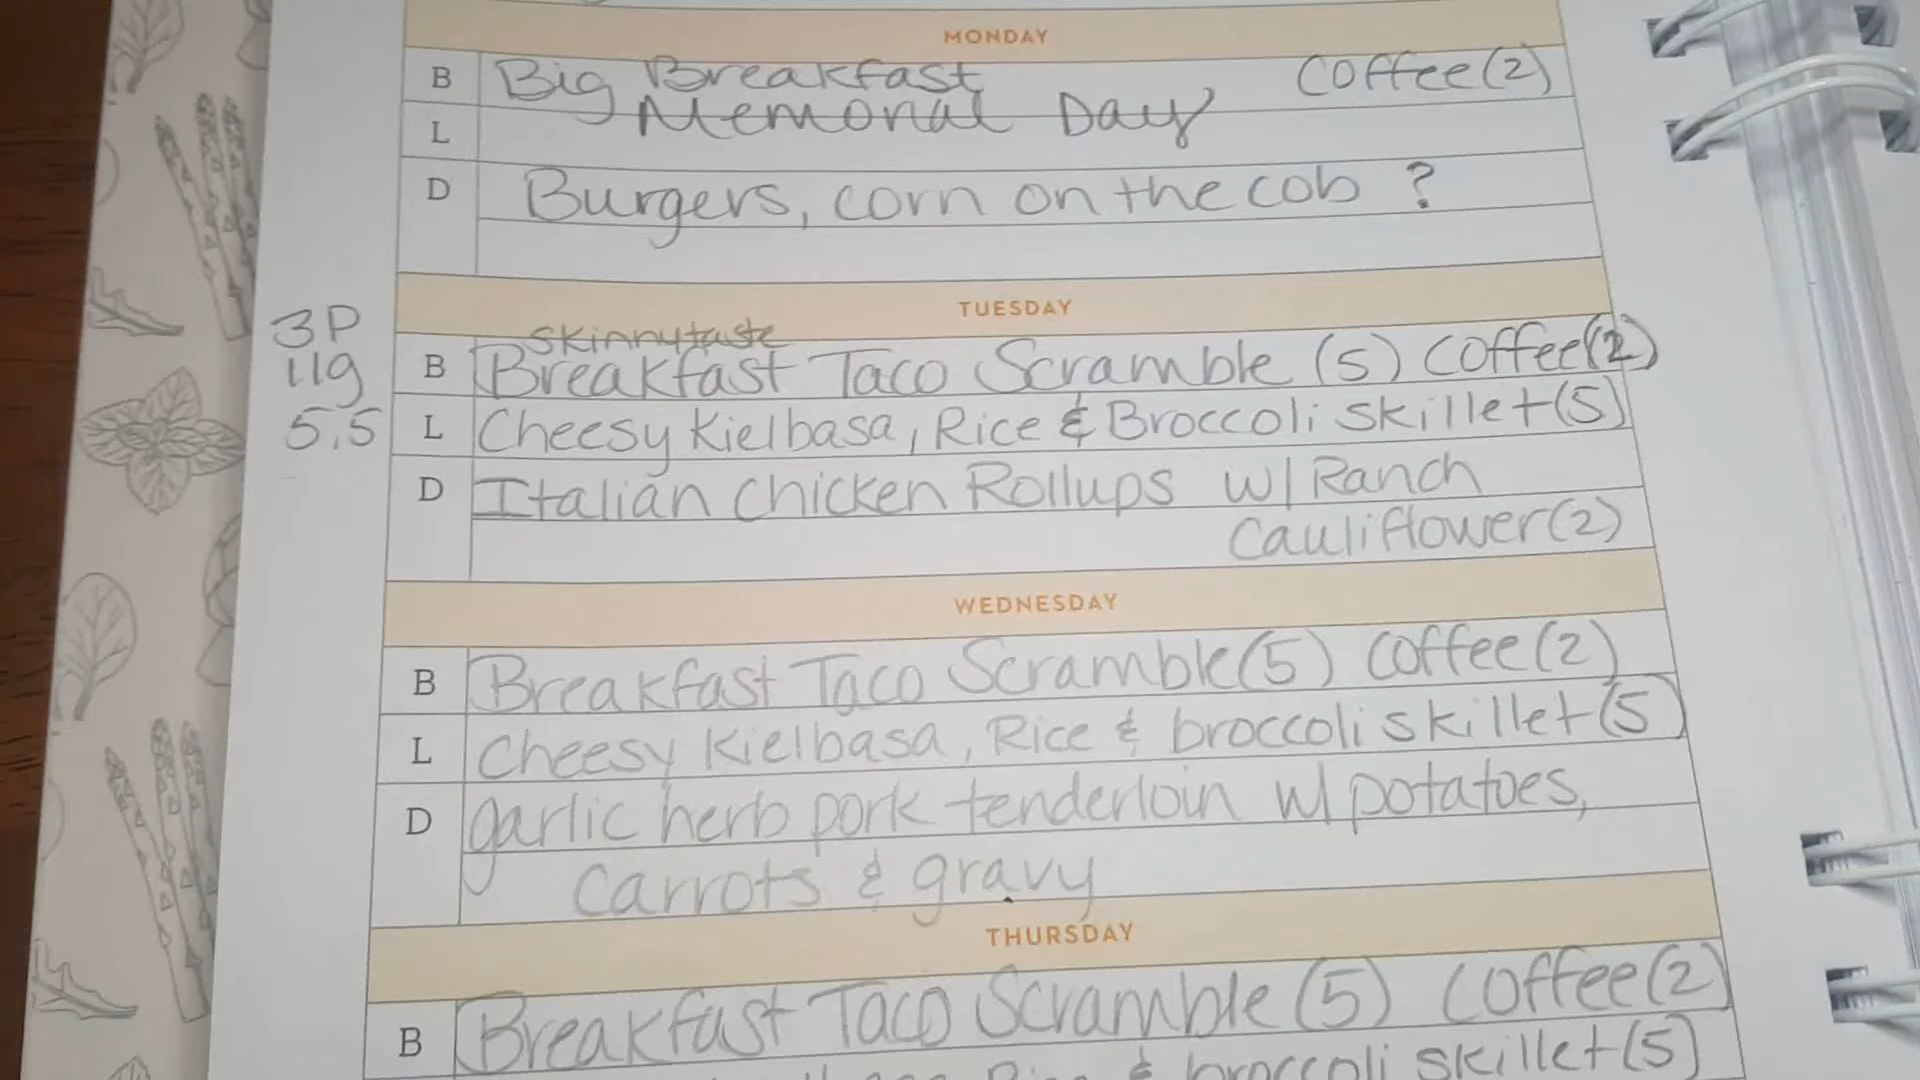 MONDAY
B Big Breakfast Coffee (2)
Memorial Day
L
D Burgers, corn on the cob ?
TUESDAY
3P
skinnytaste
11g B Breakfast Taco Scramble (5) Coffee (2)
5.5 L Cheesy Kielbasa, Rice & Broccoli Skillet (5)
D Italian Chicken Rollups w/ Ranch
Cauliflower (2)
WEDNESDAY
B Breakfast Taco Scramble (5) Coffee (2)
L Cheesy Kielbasa, Rice & broccoli skillet (5)
D garlic herb pork tenderloin w/ potatoes,
Carrots & gravy
THURSDAY
B Breakfast Taco Scramble (5) Coffee (2)
& broccoli skillet (5)